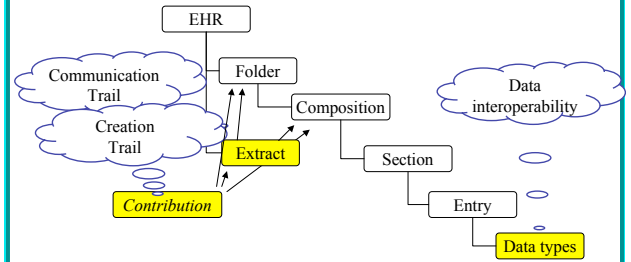 EHR
Communication
Trail
Folder
Data
interoperability
Composition
Creation
Trail
Extract
Section
Contribution
Entry
Data types